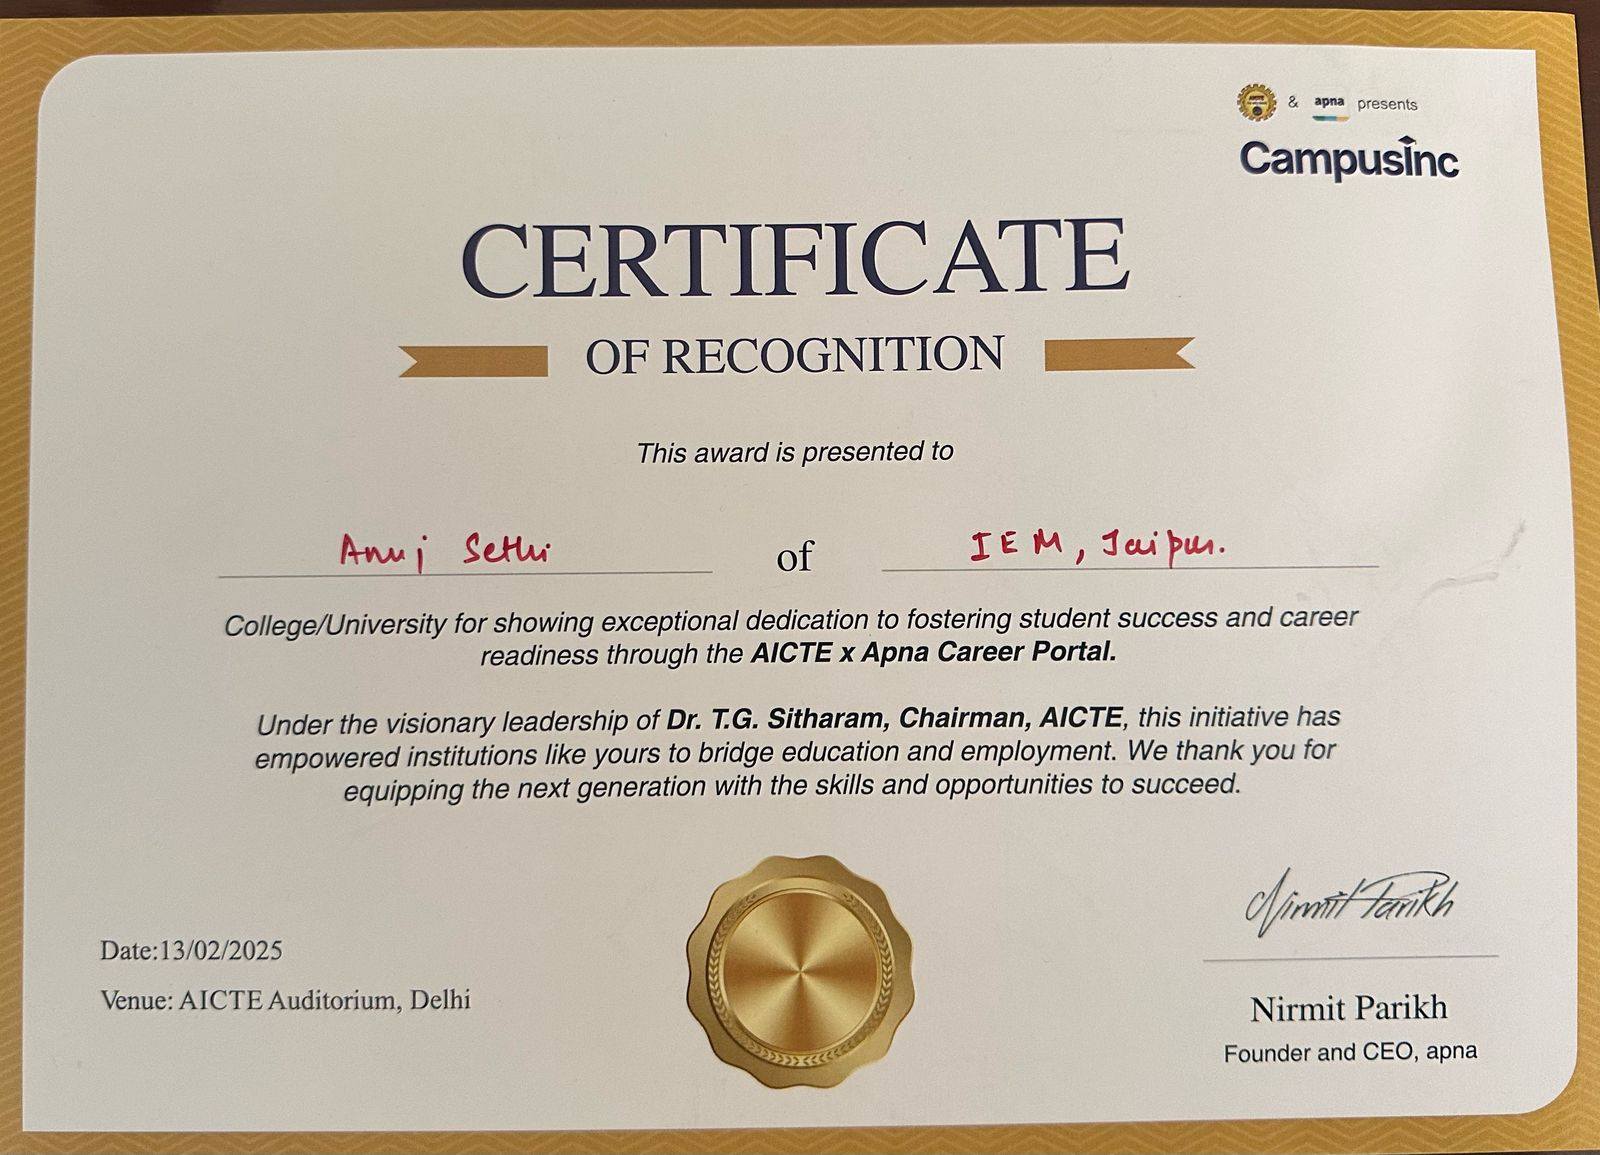 & apna presents
CampusInc
CERTIFICATE
OF RECOGNITION
This award is presented to
Anuj Sethi of IEM, Jaipur.
College/University for showing exceptional dedication to fostering student success and career
readiness through the AICTE x Apna Career Portal.
Under the visionary leadership of Dr. T.G. Sitharam, Chairman, AICTE, this initiative has
empowered institutions like yours to bridge education and employment. We thank you for
equipping the next generation with the skills and opportunities to succeed.
Nirmit Parikh
Date:13/02/2025
Venue: AICTE Auditorium, Delhi
Nirmit Parikh
Founder and CEO, apna